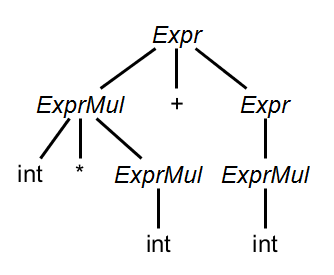 Expr
ExprMul + Expr
int * ExprMul ExprMul
int int